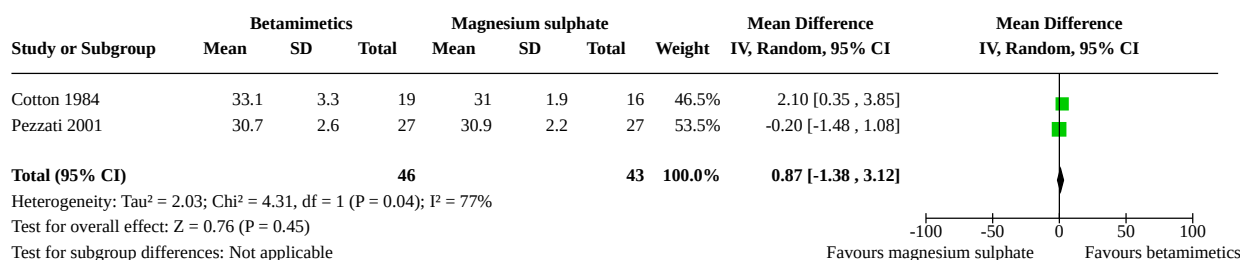 Betamimetics Magnesium sulphate Mean Difference Mean Difference
Study or Subgroup Mean SD Total Mean SD Total Weight IV, Random, 95% CI IV, Random, 95% CI
Cotton 1984 33.1 3.3 19 31 1.9 16 46.5% 2.10 [0.35 , 3.85]
Pezzati 2001 30.7 2.6 27 30.9 2.2 27 53.5% -0.20 [-1.48 , 1.08]
Total (95% CI) 46 43 100.0% 0.87 [-1.38 , 3.12]
Heterogeneity: Tau² = 2.03; Chi² = 4.31, df = 1 (P = 0.04); I² = 77%
Test for overall effect: Z = 0.76 (P = 0.45)
-100 -50 0 50 100
Test for subgroup differences: Not applicable Favours magnesium sulphate Favours betamimetics